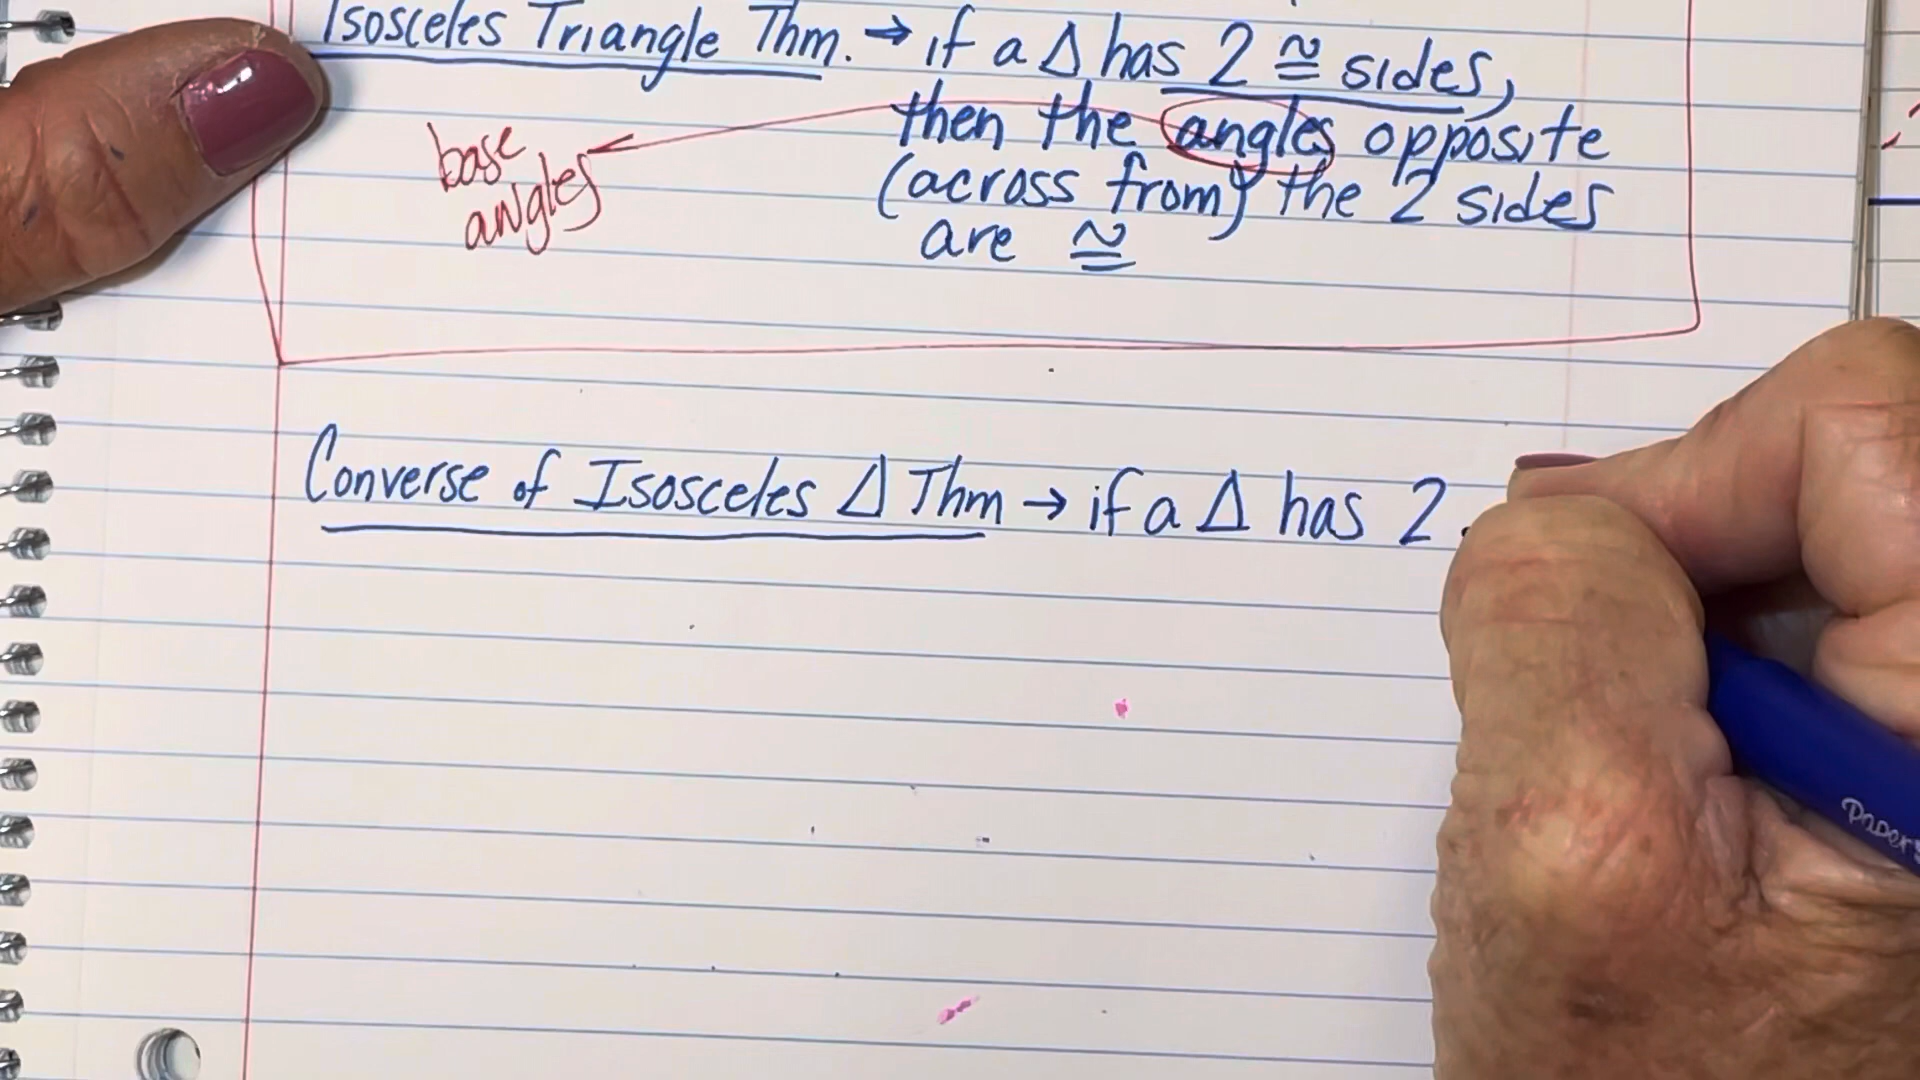 Isosceles Triangle Thm. → if a Δ has 2 ≅ sides,
then the angles opposite
(across from) the 2 sides
are ≅
base
angles
Converse of Isosceles Δ Thm → if a Δ has 2